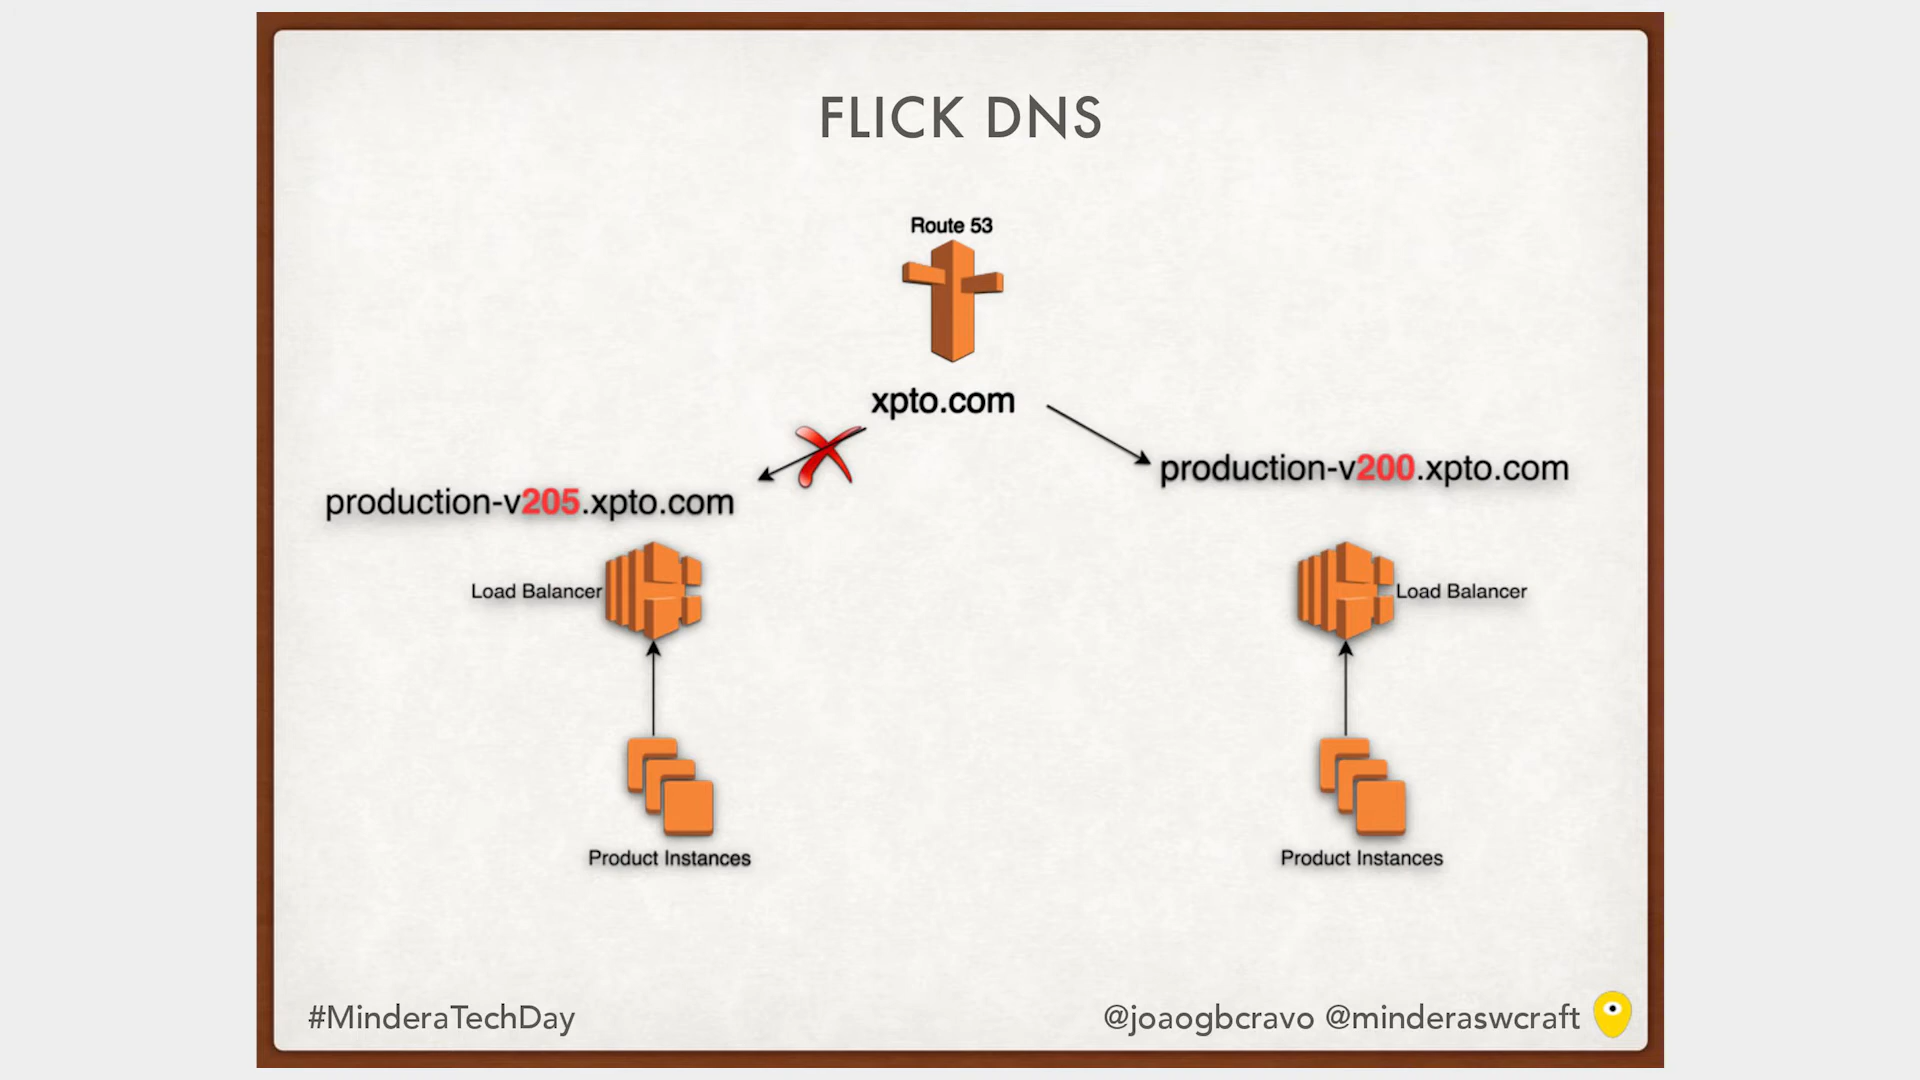 FLICK DNS
Route 53
xpto.com
production-v205.xpto.com
production-v200.xpto.com
Load Balancer
Load Balancer
Product Instances
Product Instances
#MinderaTechDay
@joaogbcravo @minderaswcraft